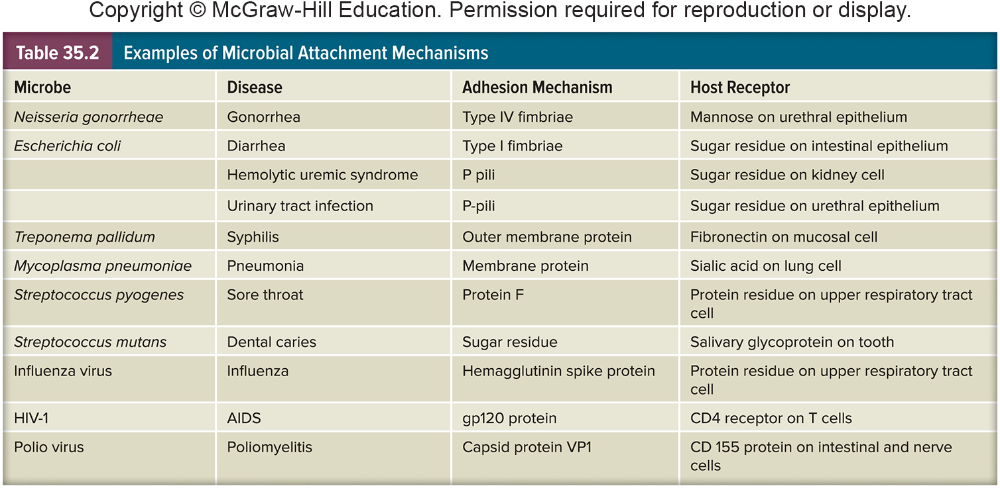 Copyright © McGraw-Hill Education. Permission required for reproduction or display.
Table 35.2 Examples of Microbial Attachment Mechanisms
Microbe Disease Adhesion Mechanism Host Receptor
Neisseria gonorrheae Gonorrhea Type IV fimbriae Mannose on urethral epithelium
Escherichia coli Diarrhea Type I fimbriae Sugar residue on intestinal epithelium
Hemolytic uremic syndrome P pili Sugar residue on kidney cell
Urinary tract infection P-pili Sugar residue on urethral epithelium
Treponema pallidum Syphilis Outer membrane protein Fibronectin on mucosal cell
Mycoplasma pneumoniae Pneumonia Membrane protein Sialic acid on lung cell
Streptococcus pyogenes Sore throat Protein F Protein residue on upper respiratory tract
cell
Streptococcus mutans Dental caries Sugar residue Salivary glycoprotein on tooth
Influenza virus Influenza Hemagglutinin spike protein Protein residue on upper respiratory tract
cell
HIV-1 AIDS gp120 protein CD4 receptor on T cells
Polio virus Poliomyelitis Capsid protein VP1 CD 155 protein on intestinal and nerve
cells